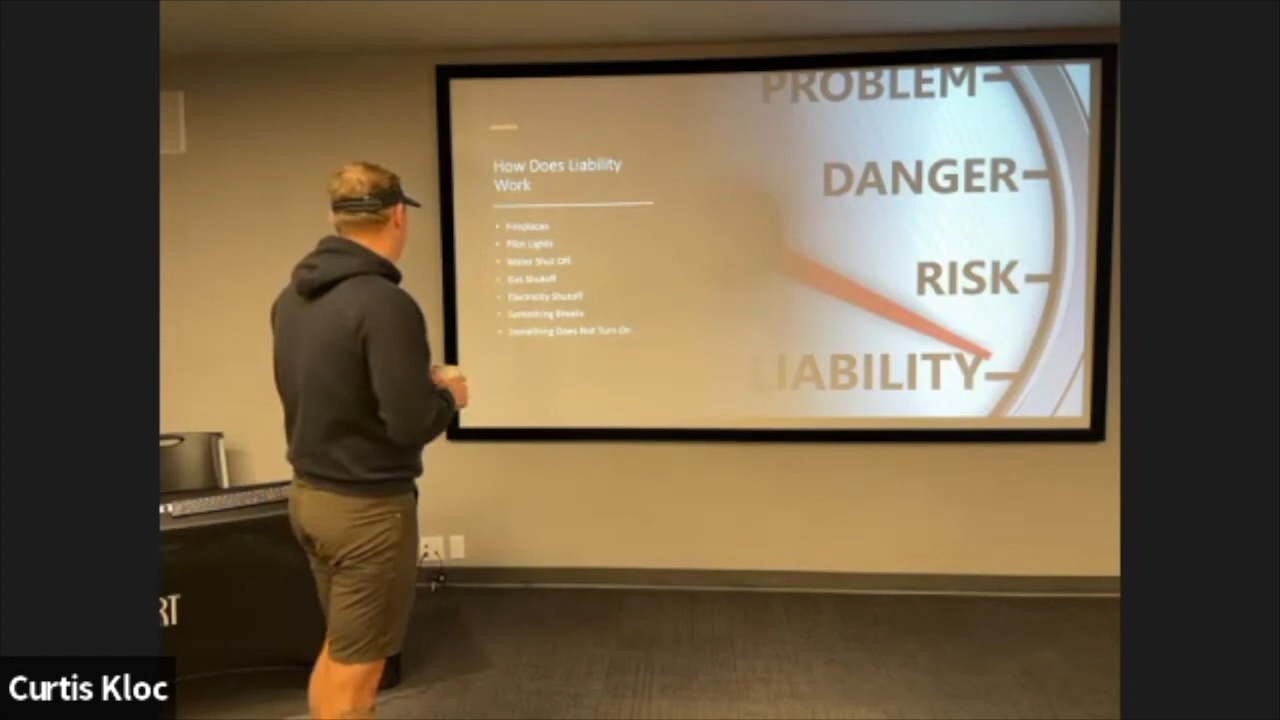 PROBLEM
DANGER
RISK
LIABILITY
How Does Liability
Work
• Fireplaces
• Pilot Lights
• Water Shut Off
• Gas Shutoff
• Electricity Shutoff
• Something Breaks
• Something Does Not Turn On
RT
Curtis Kloc